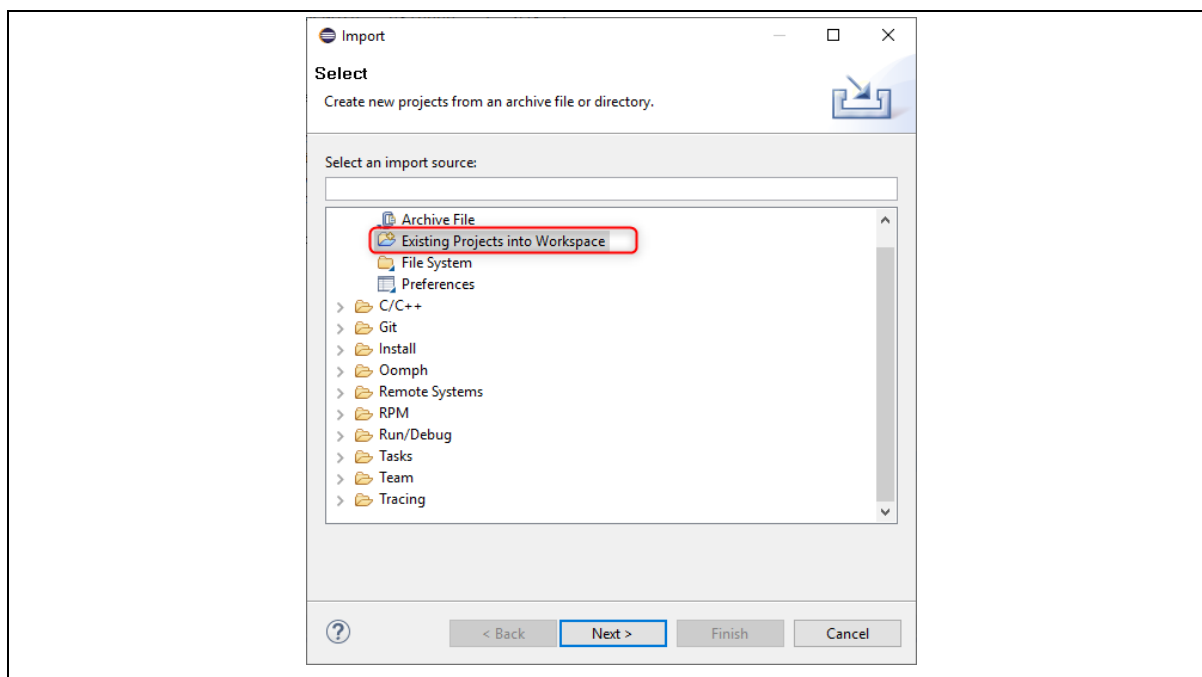 Import
Select
Create new projects from an archive file or directory.
Select an import source:
Archive File
Existing Projects into Workspace
File System
Preferences
C/C++
Git
Install
Oomph
Remote Systems
RPM
Run/Debug
Tasks
Team
Tracing
?
< Back
Next >
Finish
Cancel